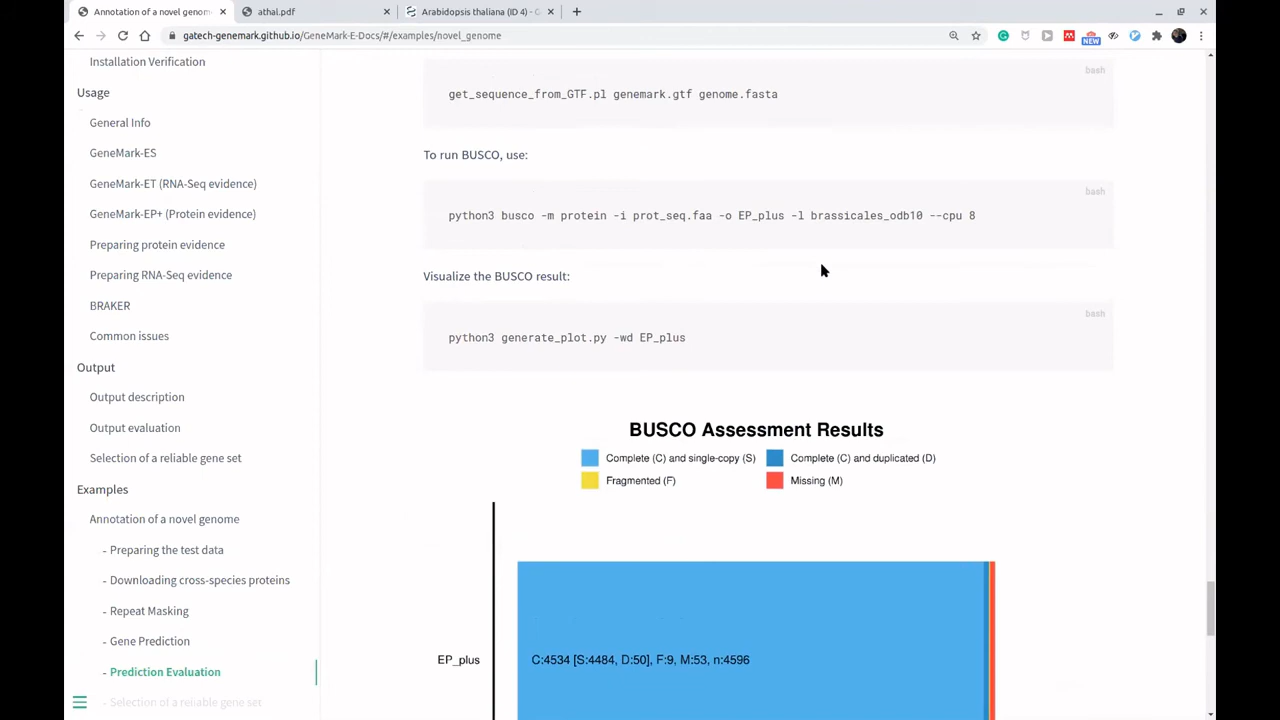 Annotation of a novel genom
athal.pdf
Arabidopsis thaliana (ID 4) - G
gatech-genemark.github.io/GeneMark-E-Docs/#/examples/novel_genome
NEW
Installation Verification
Usage
General Info
GeneMark-ES
GeneMark-ET (RNA-Seq evidence)
GeneMark-EP+ (Protein evidence)
Preparing protein evidence
Preparing RNA-Seq evidence
BRAKER
Common issues
Output
Output description
Output evaluation
Selection of a reliable gene set
Examples
Annotation of a novel genome
- Preparing the test data
- Downloading cross-species proteins
- Repeat Masking
- Gene Prediction
- Prediction Evaluation
- Selection of a reliable gene set
bash
get_sequence_from_GTF.pl genemark.gtf genome.fasta
To run BUSCO, use:
bash
python3 busco -m protein -i prot_seq.faa -o EP_plus -l brassicales_odb10 --cpu 8
Visualize the BUSCO result:
bash
python3 generate_plot.py -wd EP_plus
BUSCO Assessment Results
Complete (C) and single-copy (S)
Complete (C) and duplicated (D)
Fragmented (F)
Missing (M)
EP_plus
C:4534 [S:4484, D:50], F:9, M:53, n:4596